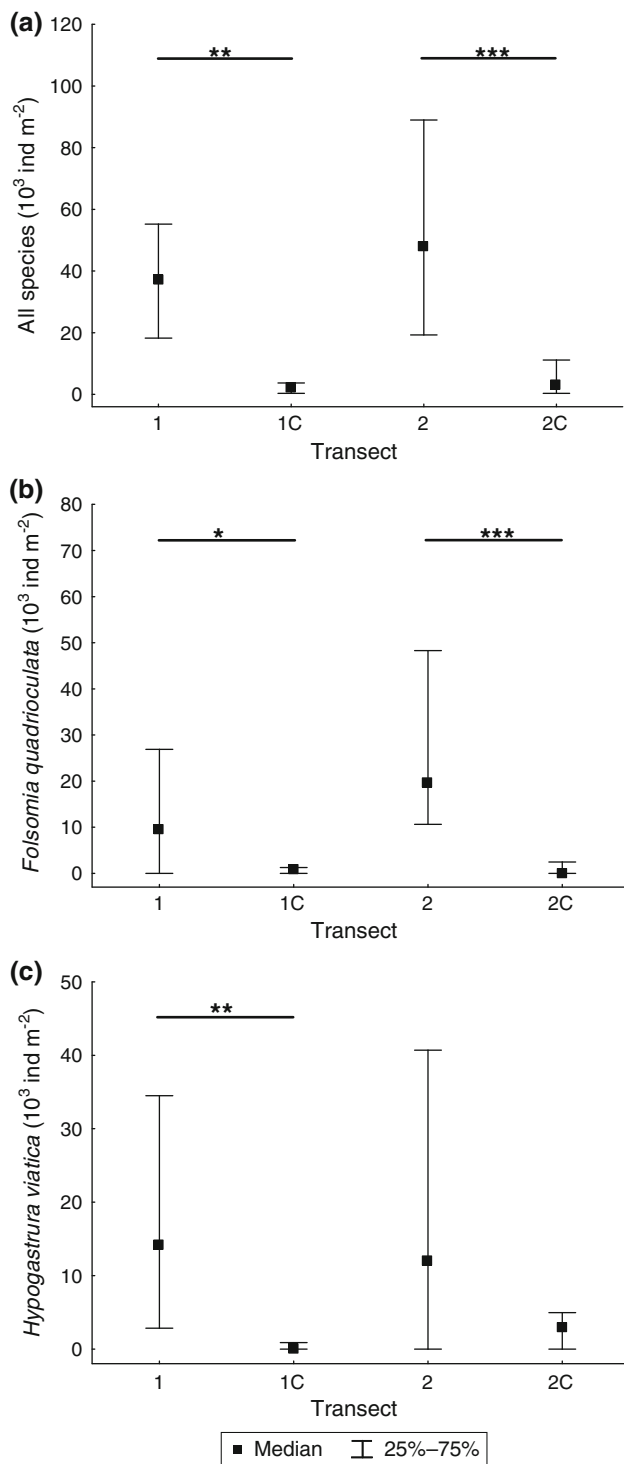 (a)
** ***
All species (10³ ind m⁻²)
120
100
80
60
40
20
0
1 1C 2 2C
Transect
(b)
* ***
Folsomia quadrioculata (10³ ind m⁻²)
80
70
60
50
40
30
20
10
0
1 1C 2 2C
Transect
(c)
**
Hypogastrura viatica (10³ ind m⁻²)
50
40
30
20
10
0
1 1C 2 2C
Transect
Median 25%–75%